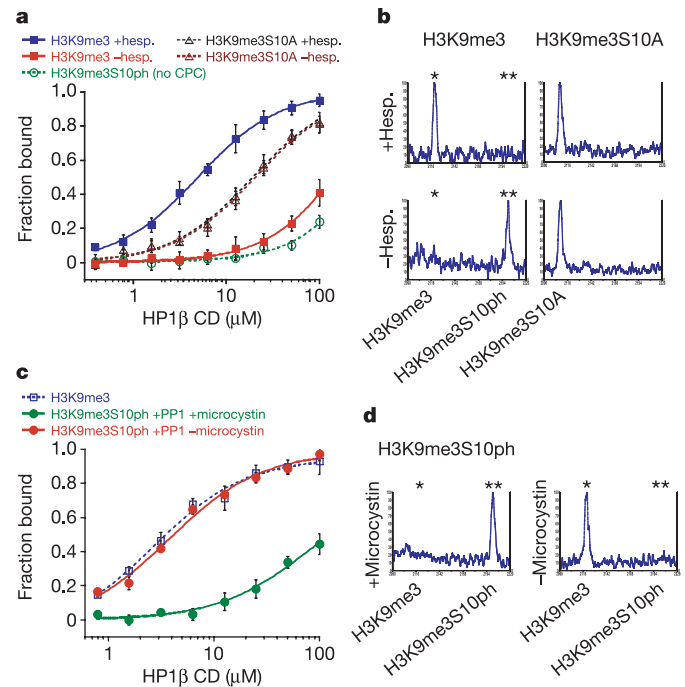 a
H3K9me3 +hesp.
H3K9me3S10A +hesp.
H3K9me3 –hesp.
H3K9me3S10A –hesp.
H3K9me3S10ph (no CPC)
Fraction bound
1.0
0.8
0.6
0.4
0.2
0
1
10
100
HP1β CD (μM)
b
H3K9me3
H3K9me3S10A
+Hesp.
*
**
–Hesp.
*
**
H3K9me3
H3K9me3S10ph
H3K9me3S10A
c
H3K9me3
H3K9me3S10ph +PP1 +microcystin
H3K9me3S10ph +PP1 –microcystin
Fraction bound
1.0
0.8
0.6
0.4
0.2
0
1
10
100
HP1β CD (μM)
d
H3K9me3S10ph
+Microcystin
*
**
–Microcystin
*
**
H3K9me3
H3K9me3S10ph
H3K9me3
H3K9me3S10ph